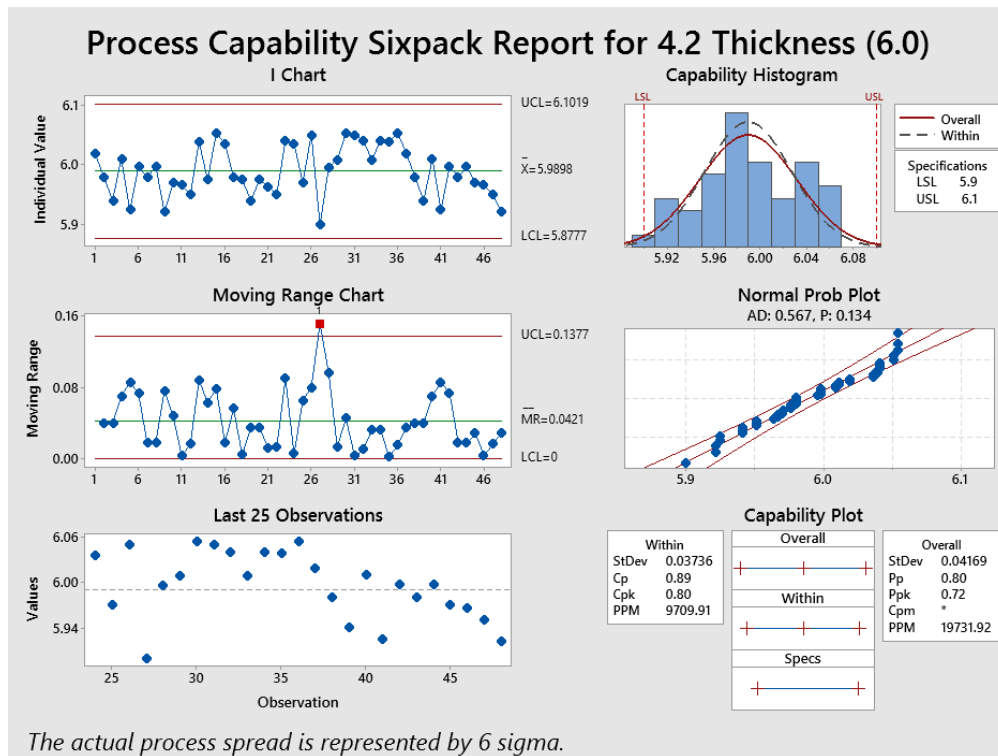 Process Capability Sixpack Report for 4.2 Thickness (6.0)
I Chart
Individual Value
6.1
6.0
5.9
1 6 11 16 21 26 31 36 41 46
UCL=6.1019
_
X=5.9898
LCL=5.8777
Capability Histogram
LSL USL
5.92 5.96 6.00 6.04 6.08
Overall
Within
Specifications
LSL 5.9
USL 6.1
Moving Range Chart
Moving Range
0.16
0.08
0.00
1
1 6 11 16 21 26 31 36 41 46
UCL=0.1377
__
MR=0.0421
LCL=0
Normal Prob Plot
AD: 0.567, P: 0.134
5.9 6.0 6.1
Last 25 Observations
Values
6.06
6.00
5.94
25 30 35 40 45
Observation
Capability Plot
Within
StDev 0.03736
Cp 0.89
Cpk 0.80
PPM 9709.91
Overall
Within
Specs
Overall
StDev 0.04169
Pp 0.80
Ppk 0.72
Cpm *
PPM 19731.92
The actual process spread is represented by 6 sigma.